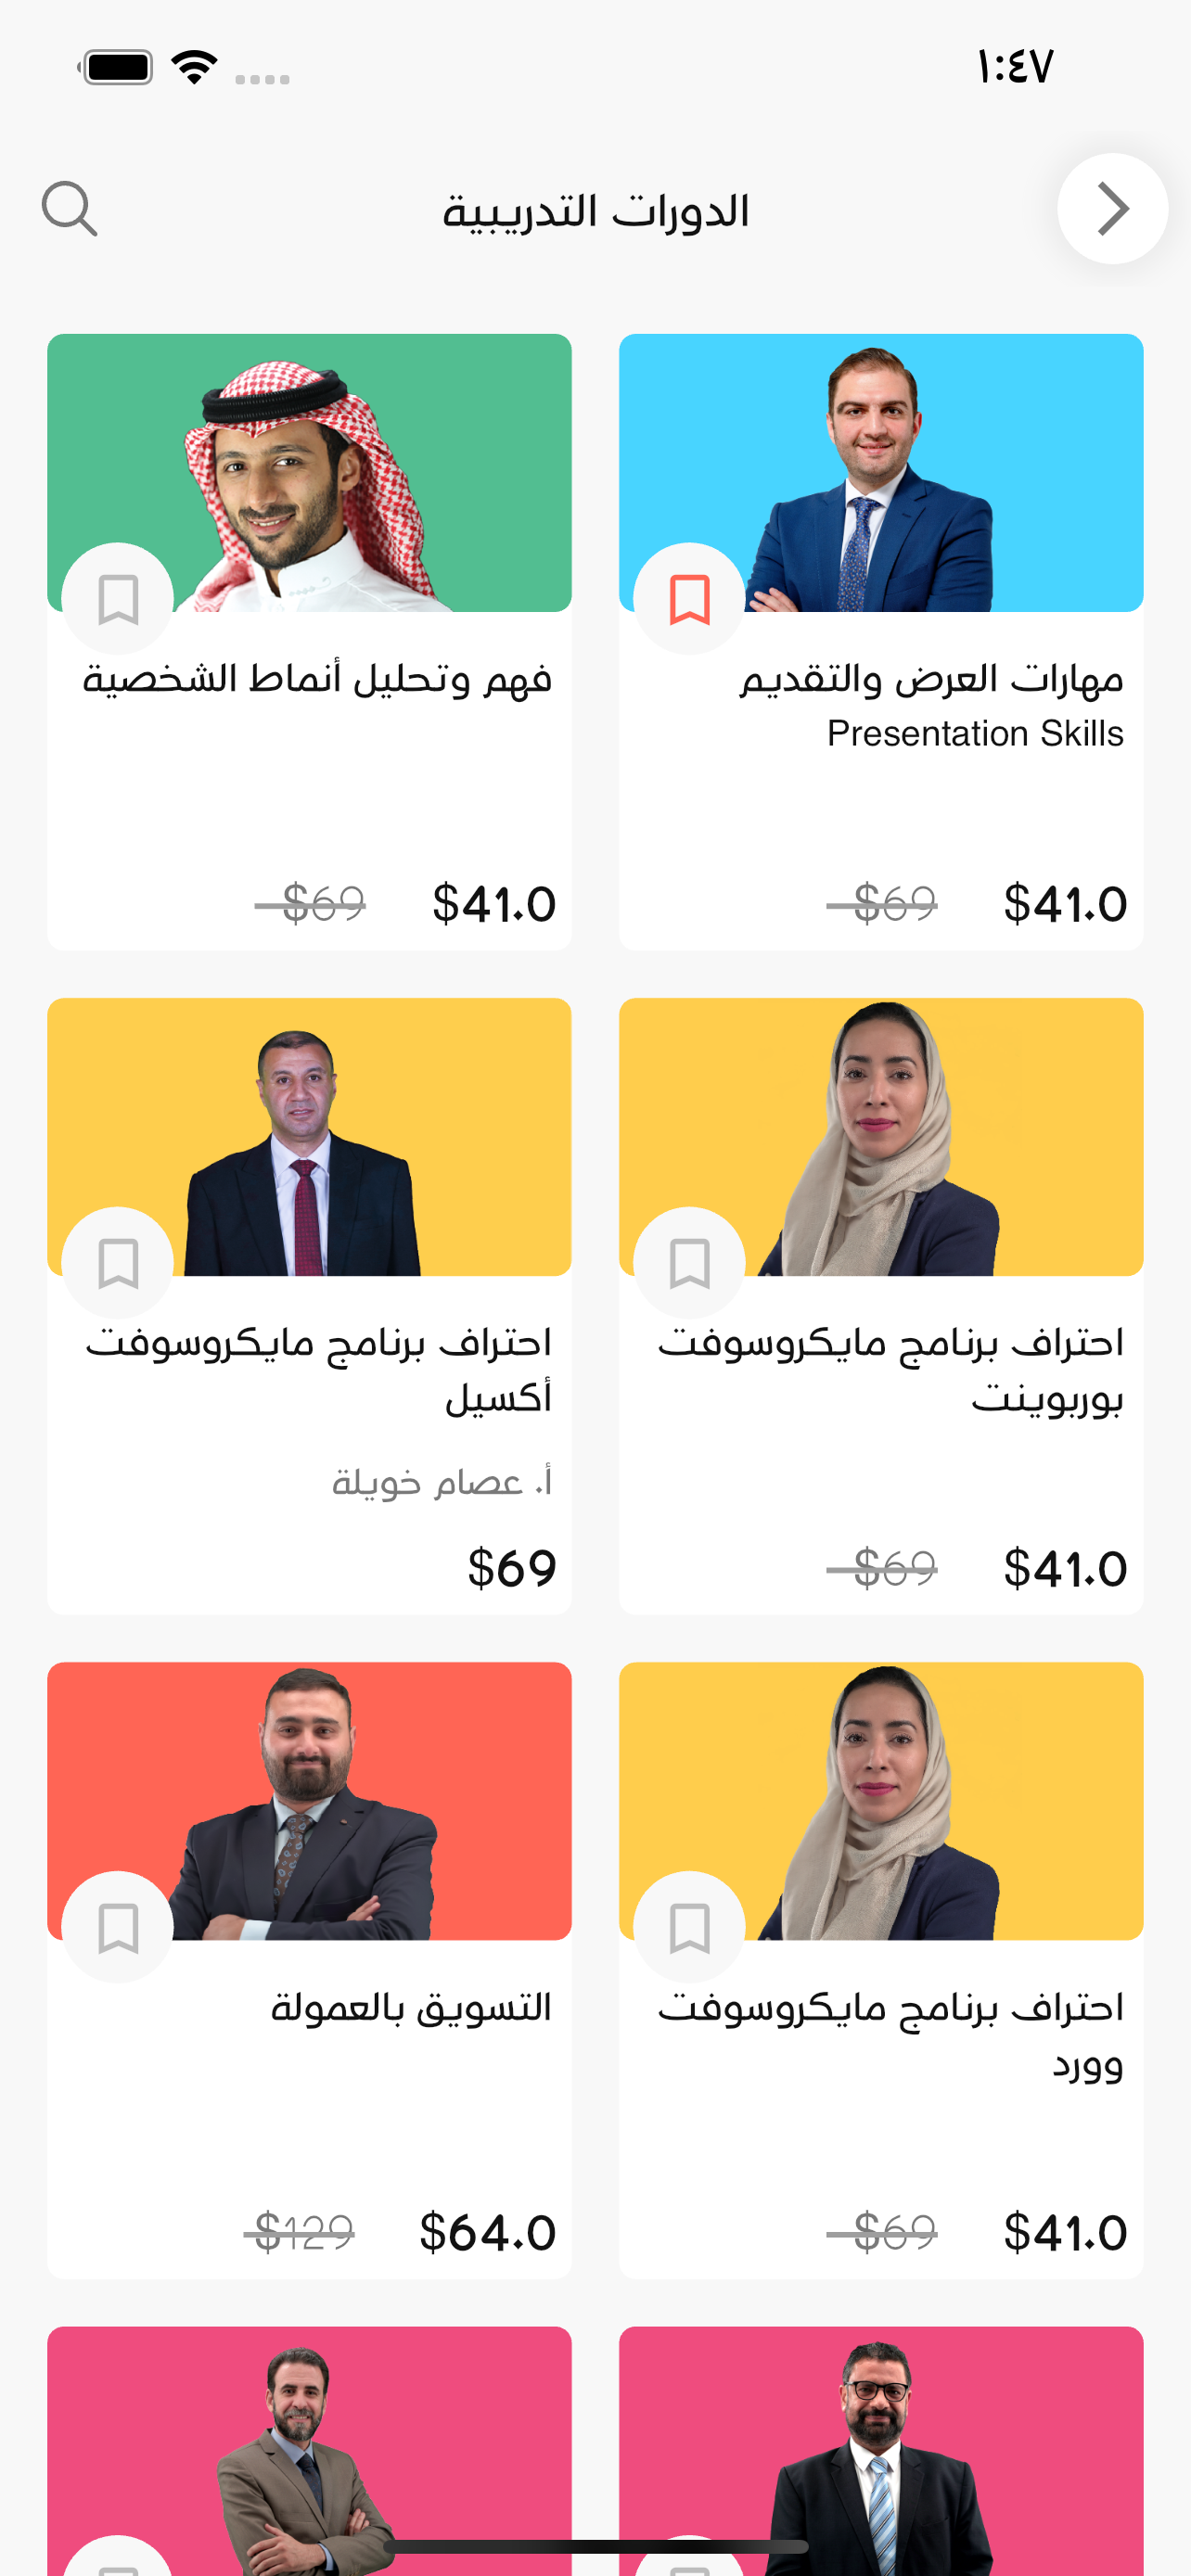 ١:٤٧
الدورات التدريبية
مهارات العرض والتقديم
Presentation Skills
$41.0 $69
فهم وتحليل أنماط الشخصية
$41.0 $69
احتراف برنامج مايكروسوفت
بوربوينت
$41.0 $69
احتراف برنامج مايكروسوفت
أكسيل
أ. عصام خويلة
$69
احتراف برنامج مايكروسوفت
وورد
$41.0 $69
التسويق بالعمولة
$64.0 $129